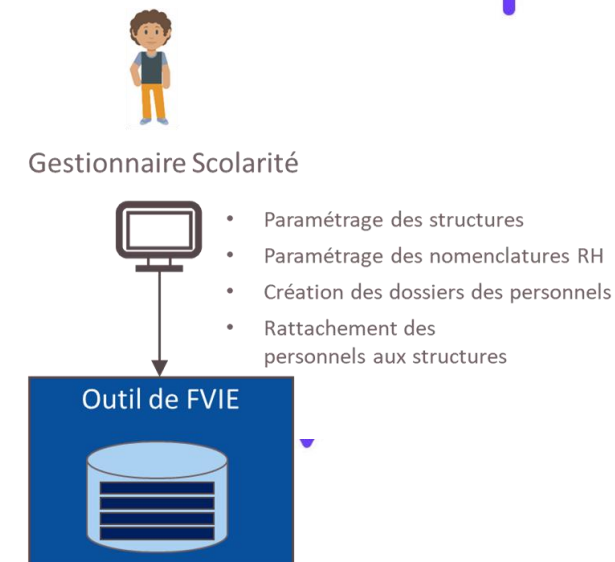 Gestionnaire Scolarité
• Paramétrage des structures
• Paramétrage des nomenclatures RH
• Création des dossiers des personnels
• Rattachement des
personnels aux structures
Outil de FVIE